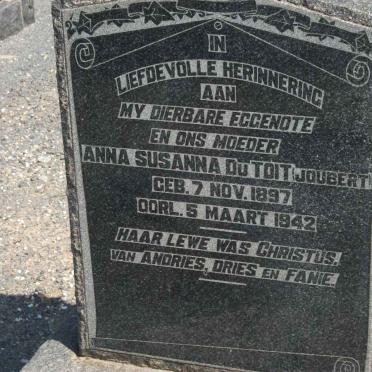 IN
LIEFDEVOLLE HERINNERING
AAN
MY DIERBARE EGGENOTE
EN ONS MOEDER
ANNA SUSANNA DU TOIT (JOUBERT)
GEB. 7 NOV. 1897
OORL. 5 MAART 1942
HAAR LEWE WAS CHRISTUS.
VAN ANDRIES, DRIES EN FANIE.